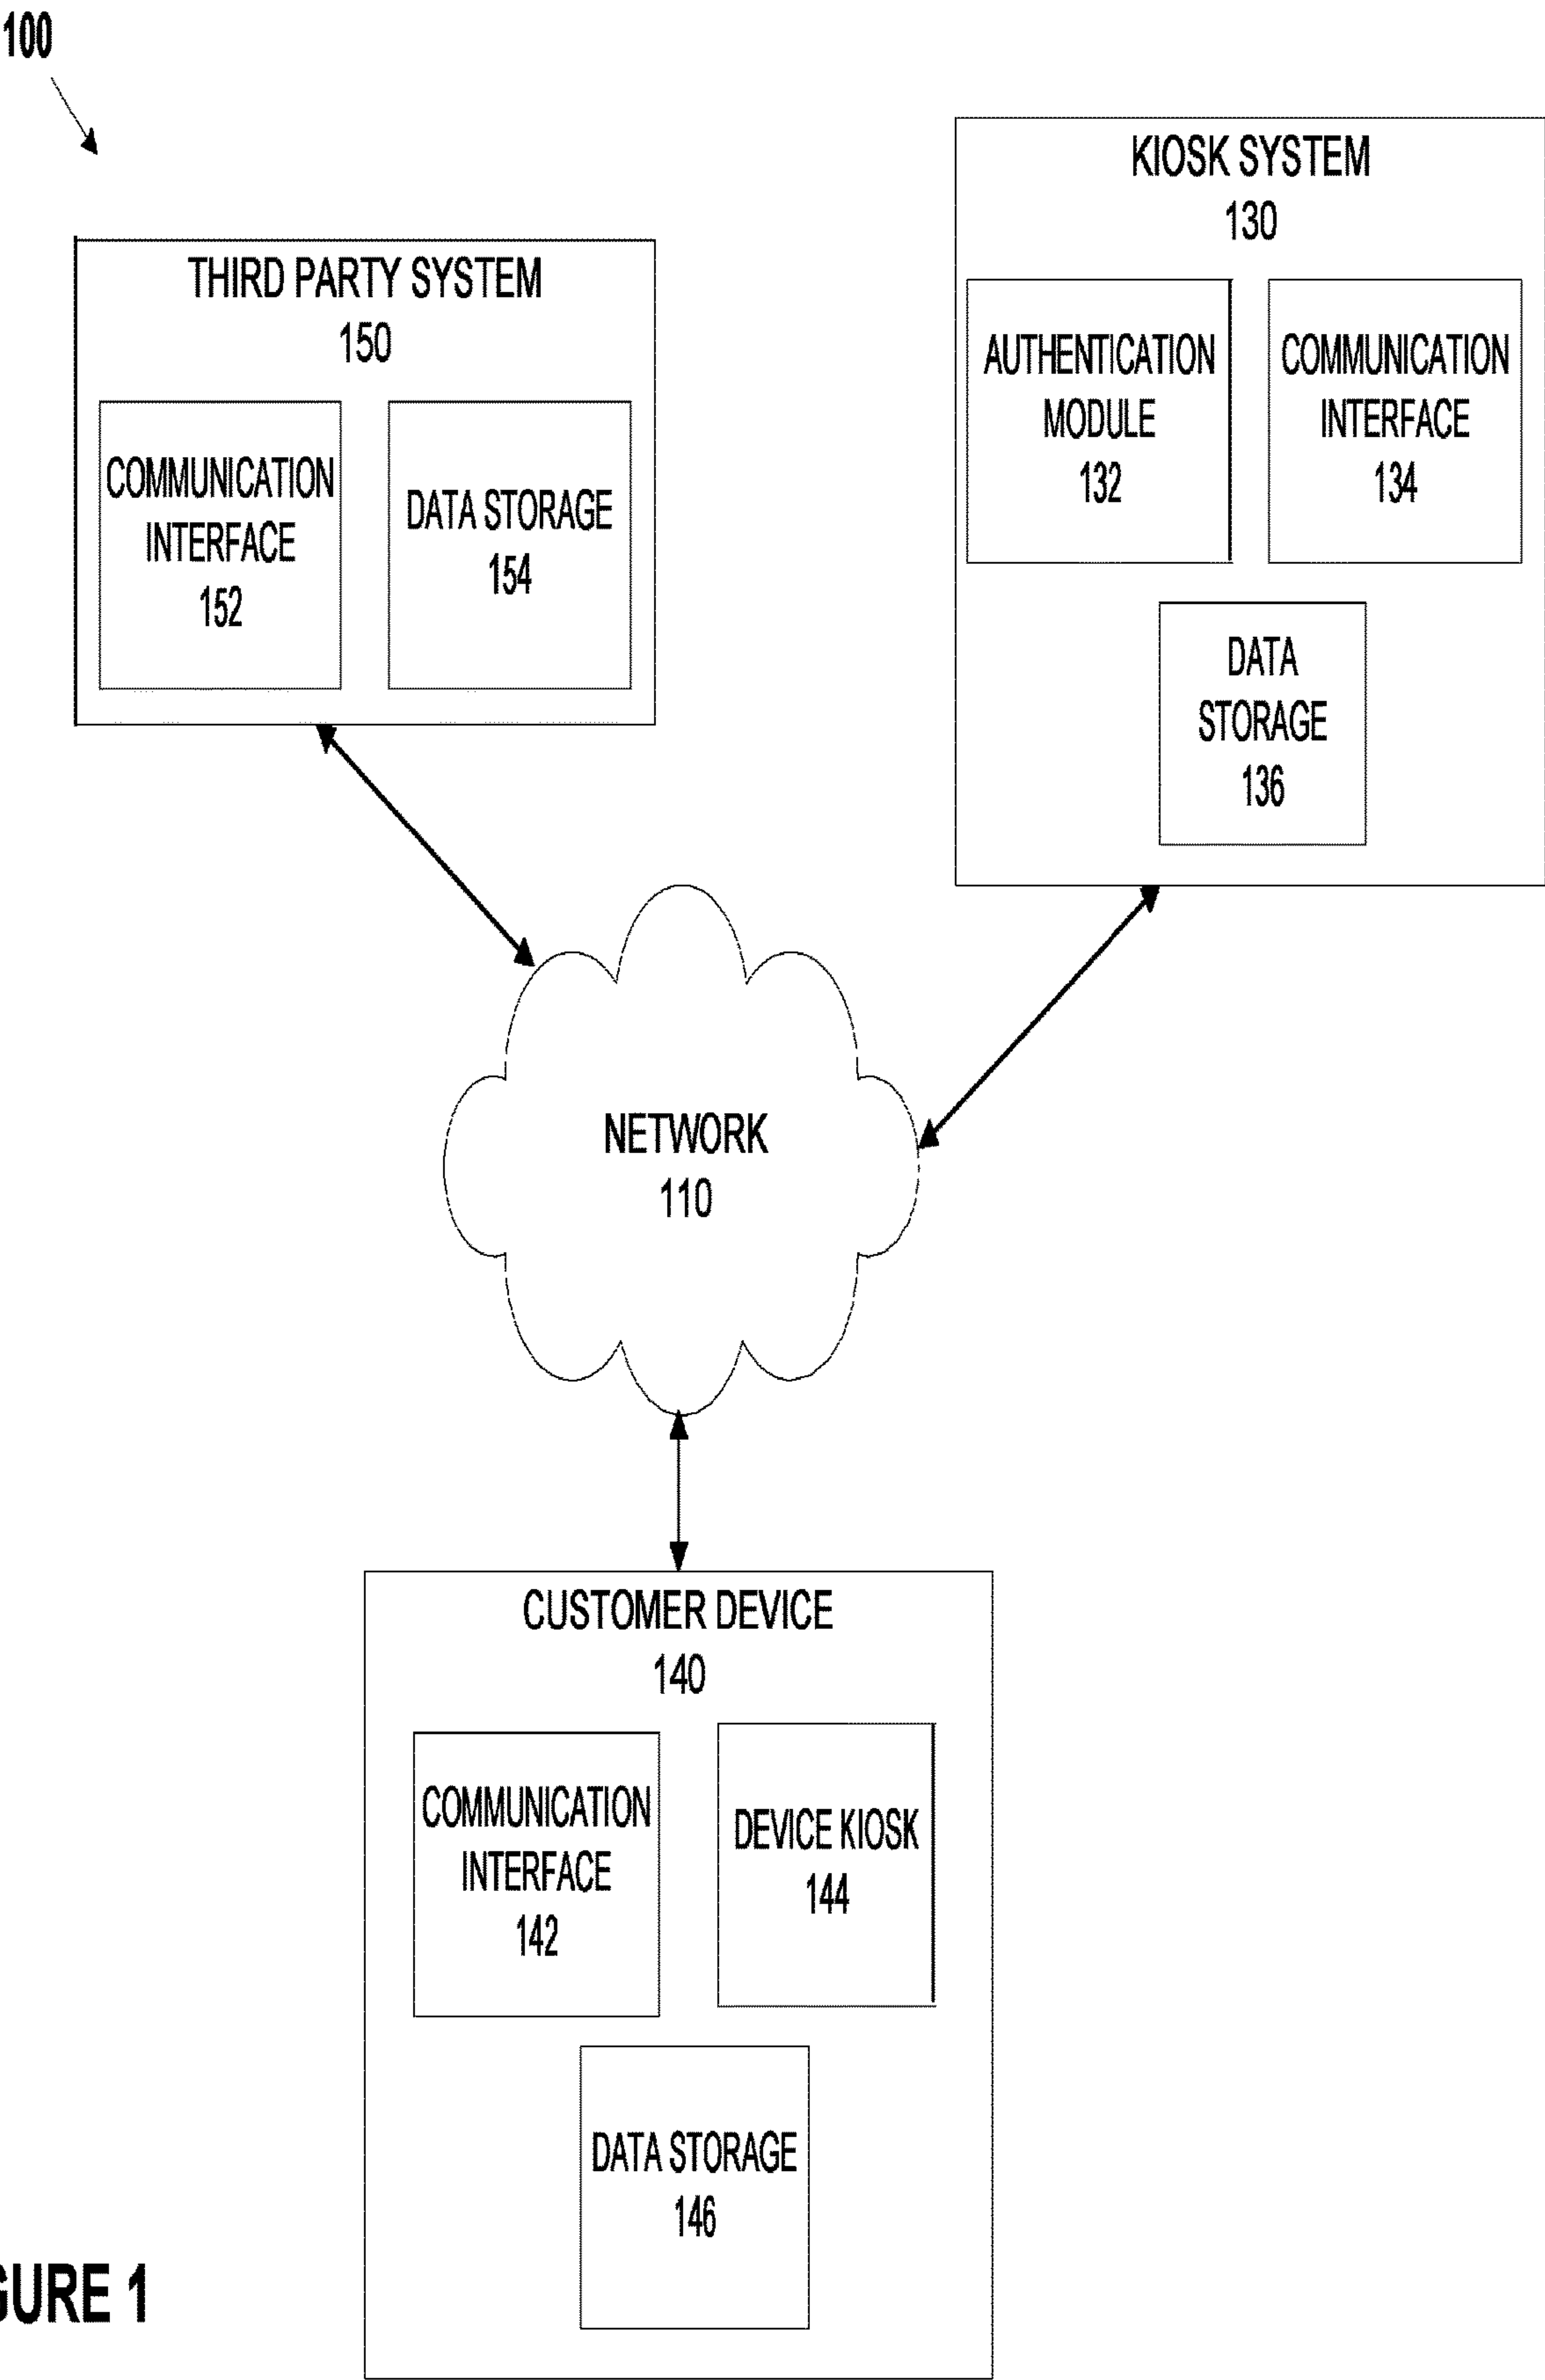 100
KIOSK SYSTEM
130
AUTHENTICATION
MODULE
132
COMMUNICATION
INTERFACE
134
DATA
STORAGE
136
THIRD PARTY SYSTEM
150
COMMUNICATION
INTERFACE
152
DATA STORAGE
154
NETWORK
110
CUSTOMER DEVICE
140
COMMUNICATION
INTERFACE
142
DEVICE KIOSK
144
DATA STORAGE
146
GURE 1